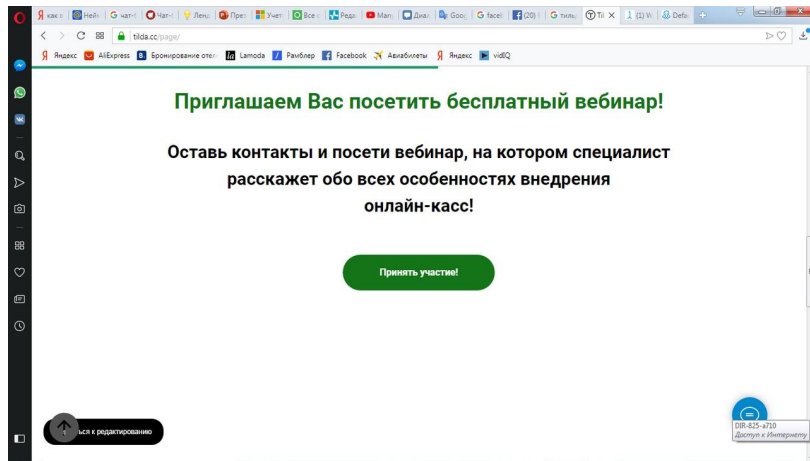 Яндекс
AliExpress
Бронирование отел
Lamoda
Рамблер
Facebook
Авиабилеты
Яндекс
vidIQ
tilda.cc/page/
Приглашаем Вас посетить бесплатный вебинар!
Оставь контакты и посети вебинар, на котором специалист
расскажет обо всех особенностях внедрения
онлайн-касс!
Принять участие!
ься к редактированию
DIR-825-a710
Доступ к Интернету